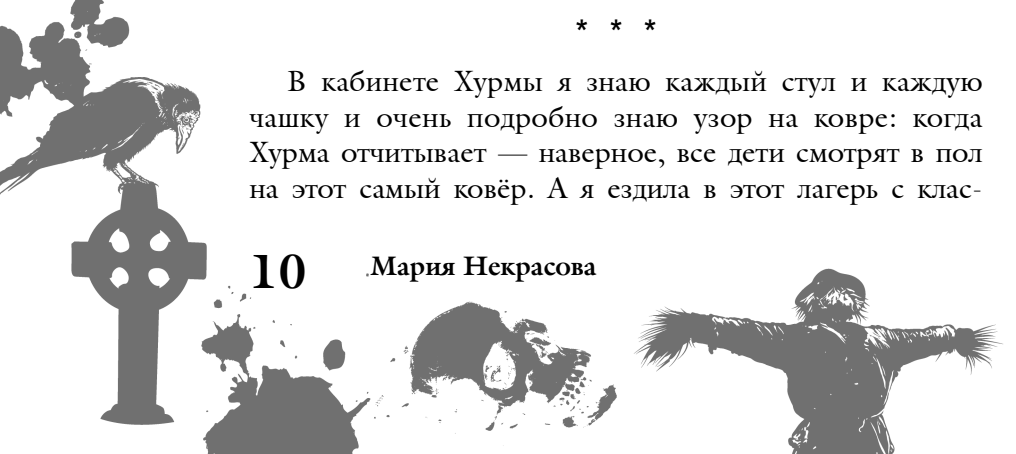 * * *
В кабинете Хурмы я знаю каждый стул и каждую
чашку и очень подробно знаю узор на ковре: когда
Хурма отчитывает — наверное, все дети смотрят в пол
на этот самый ковёр. А я ездила в этот лагерь с клас-
10 Мария Некрасова